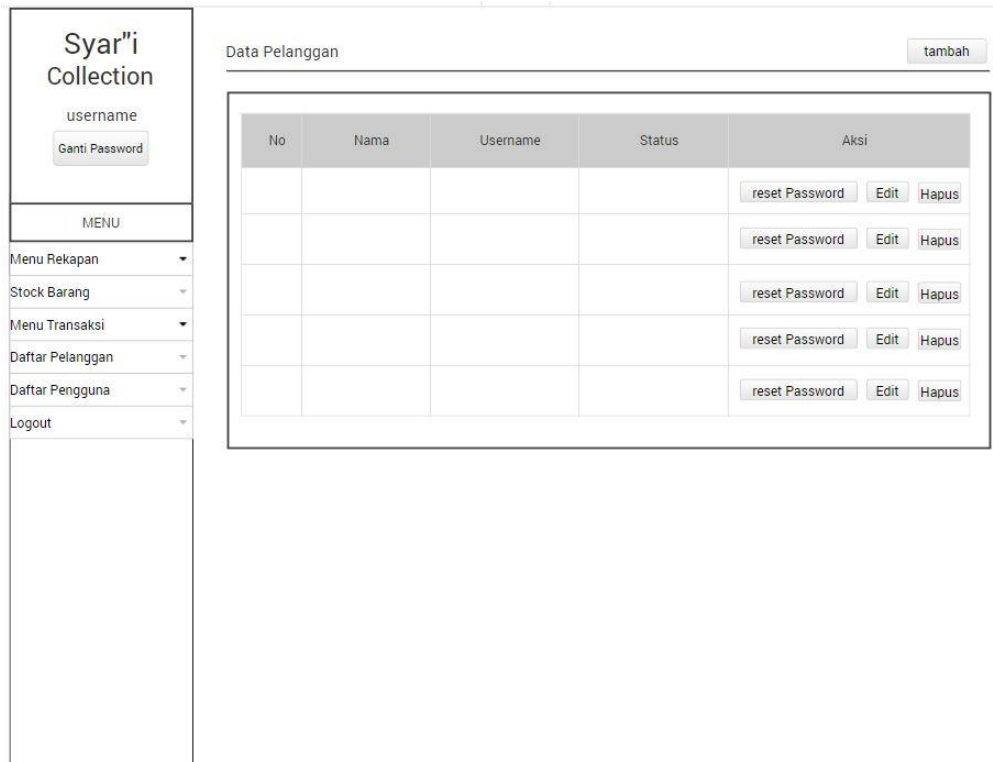 Syar"i
Collection
username
Ganti Password
MENU
Menu Rekapan
Stock Barang
Menu Transaksi
Daftar Pelanggan
Daftar Pengguna
Logout
Data Pelanggan tambah
No Nama Username Status Aksi
reset Password Edit Hapus
reset Password Edit Hapus
reset Password Edit Hapus
reset Password Edit Hapus
reset Password Edit Hapus